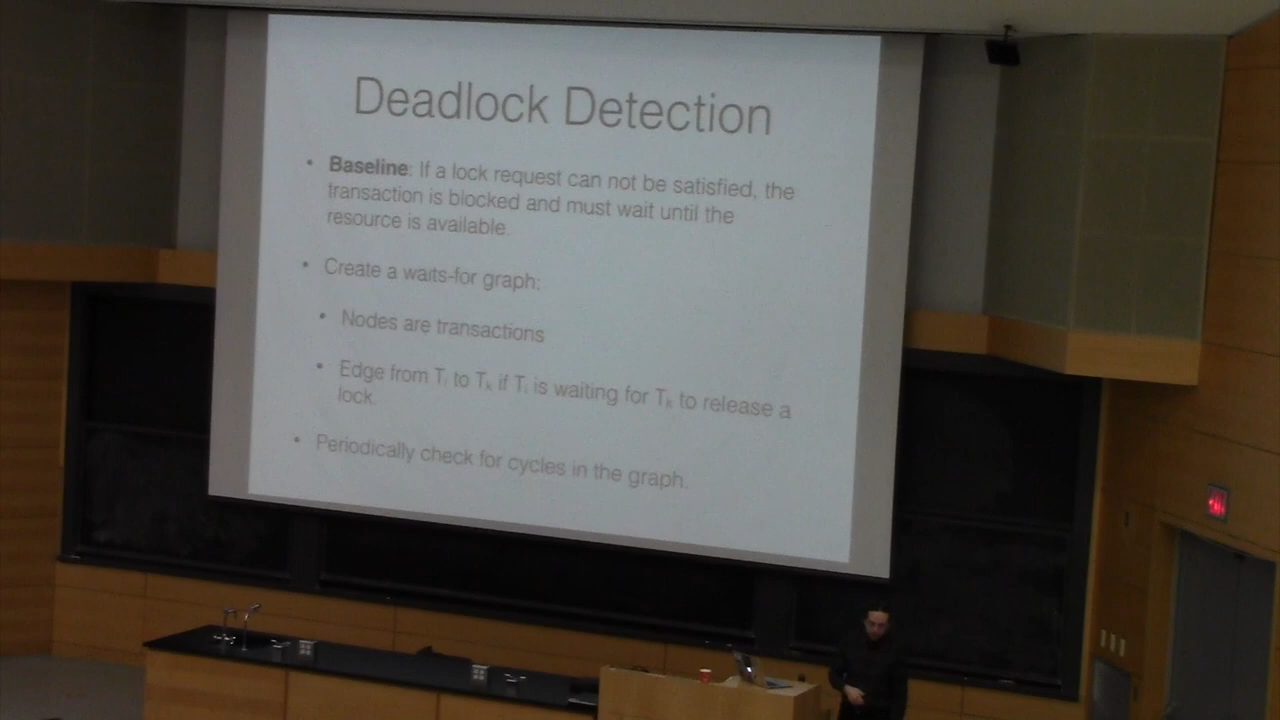 Deadlock Detection
• Baseline: If a lock request can not be satisfied, the
transaction is blocked and must wait until the
resource is available.
• Create a waits-for graph:
• Nodes are transactions
• Edge from Ti to Tk if Ti is waiting for Tk to release a
lock.
• Periodically check for cycles in the graph.